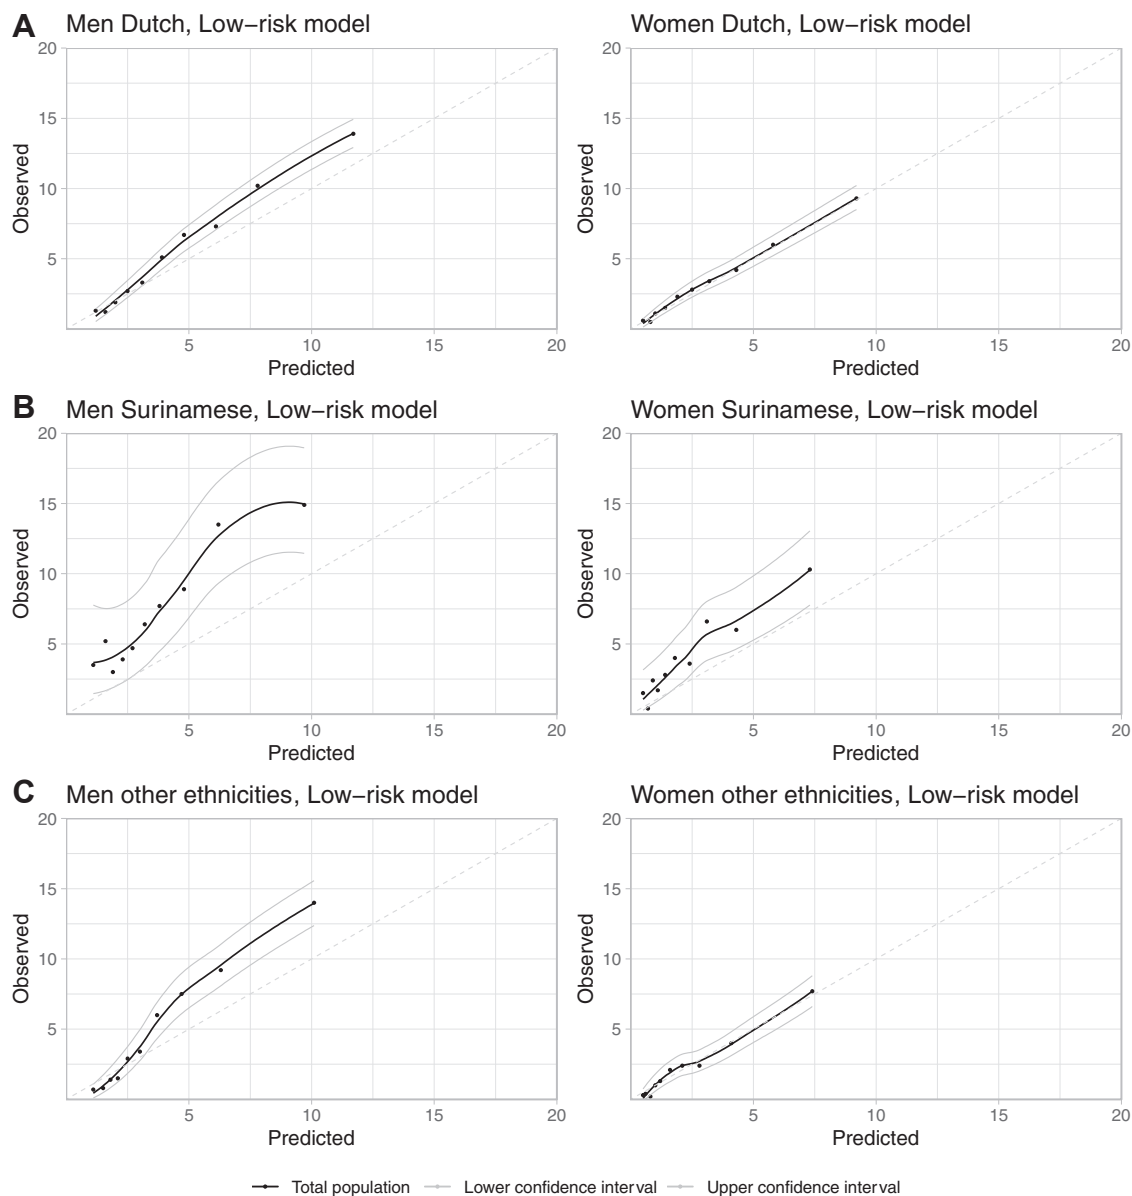 A Men Dutch, Low–risk model
20
15
10
5
Observed
5 10 15 20
Predicted
Women Dutch, Low–risk model
20
15
10
5
Observed
5 10 15 20
Predicted
B Men Surinamese, Low–risk model
20
15
10
5
Observed
5 10 15 20
Predicted
Women Surinamese, Low–risk model
20
15
10
5
Observed
5 10 15 20
Predicted
C Men other ethnicities, Low–risk model
20
15
10
5
Observed
5 10 15 20
Predicted
Women other ethnicities, Low–risk model
20
15
10
5
Observed
5 10 15 20
Predicted
Total population Lower confidence interval Upper confidence interval